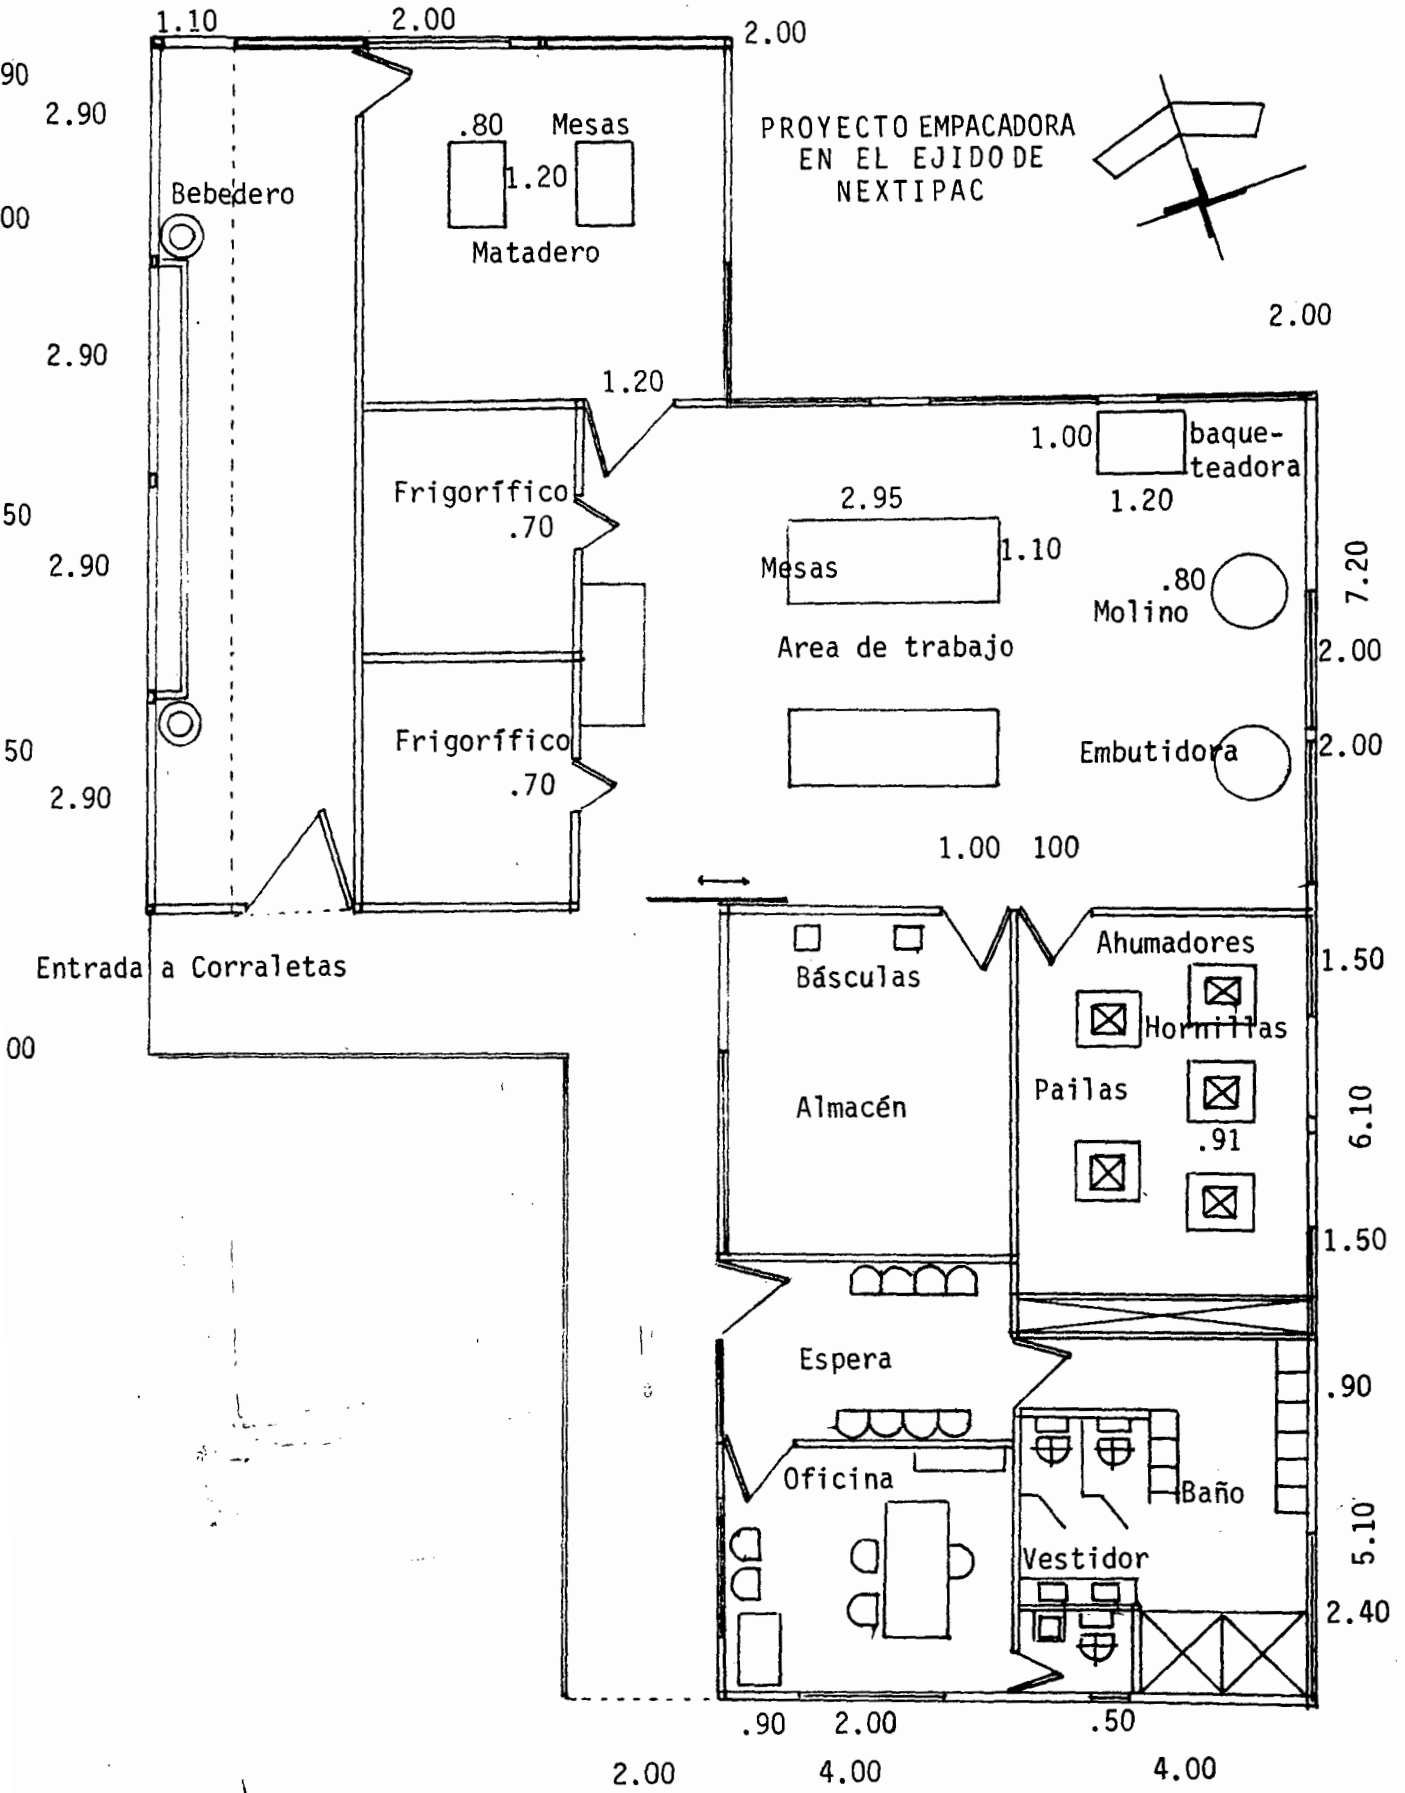 1.10
2.00
2.00
90
2.90
.80
Mesas
1.20
PROYECTO EMPACADORA
EN EL EJIDO DE
NEXTIPAC
Bebedero
00
Matadero
2.00
2.90
1.20
1.00
baque-
teadora
1.20
Frigorífico
.70
50
2.95
1.10
Mesas
.80
Molino
7.20
2.90
Area de trabajo
2.00
Frigorífico
.70
50
Embutidora
2.00
2.90
1.00
100
Entrada a Corraletas
Básculas
Ahumadores
1.50
Hornillas
00
Pailas
Almacén
.91
6.10
1.50
Espera
.90
Oficina
Baño
5.10
Vestidor
2.40
.90
2.00
.50
2.00
4.00
4.00